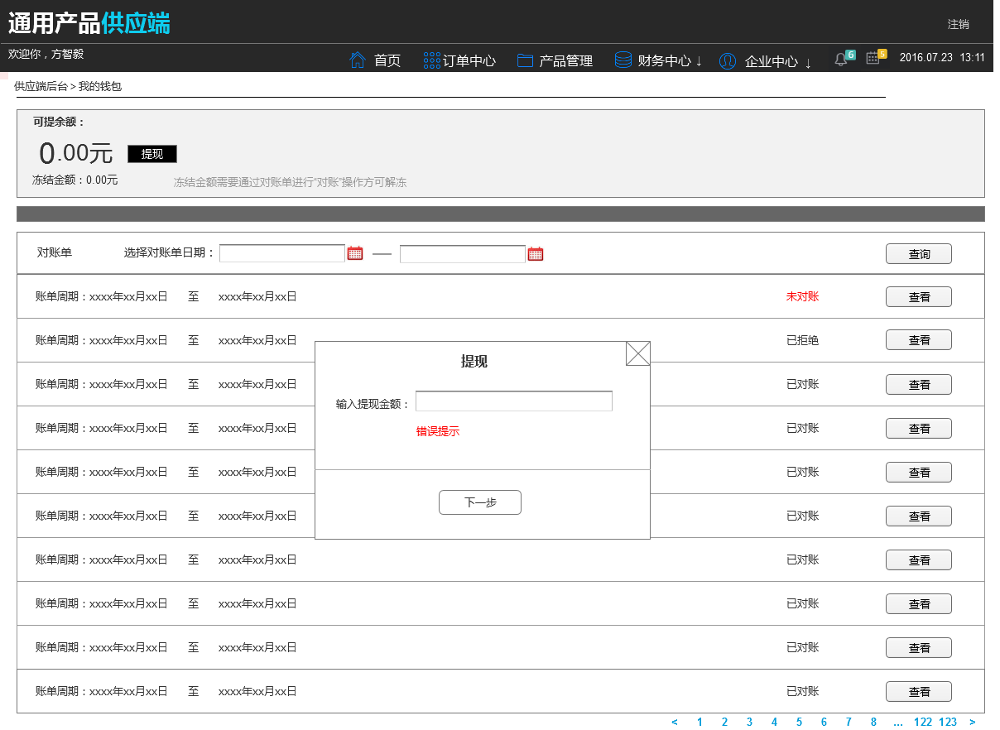 通用产品供应端
注销
欢迎你，方智毅
首页 订单中心 产品管理 财务中心 ↓ 企业中心 ↓ 6 5 2016.07.23 13:11
供应端后台 > 我的钱包
可提余额：
0.00元 提现
冻结金额：0.00元 冻结金额需要通过对账单进行“对账”操作方可解冻
对账单 选择对账单日期： — 查询
账单周期：xxxx年xx月xx日 至 xxxx年xx月xx日 未对账 查看
账单周期：xxxx年xx月xx日 至 xxxx年xx月xx日 已拒绝 查看
提现
账单周期：xxxx年xx月xx日 至 xxxx年xx月xx日 已对账 查看
输入提现金额：
账单周期：xxxx年xx月xx日 至 xxxx年xx月xx日 已对账 查看
错误提示
账单周期：xxxx年xx月xx日 至 xxxx年xx月xx日 已对账 查看
下一步
账单周期：xxxx年xx月xx日 至 xxxx年xx月xx日 已对账 查看
账单周期：xxxx年xx月xx日 至 xxxx年xx月xx日 已对账 查看
账单周期：xxxx年xx月xx日 至 xxxx年xx月xx日 已对账 查看
账单周期：xxxx年xx月xx日 至 xxxx年xx月xx日 已对账 查看
账单周期：xxxx年xx月xx日 至 xxxx年xx月xx日 已对账 查看
< 1 2 3 4 5 6 7 8 ... 122 123 >